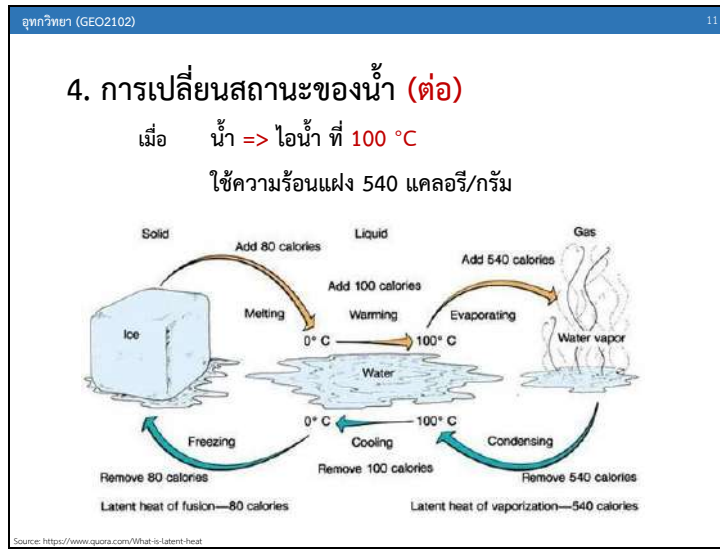 อุทกวิทยา (GEO2102) 11
4. การเปลี่ยนสถานะของน้ำ (ต่อ)
เมื่อ น้ำ => ไอน้ำ ที่ 100 °C
ใช้ความร้อนแฝง 540 แคลอรี/กรัม
Solid Liquid Gas
Add 80 calories
Add 540 calories
Add 100 calories
Melting Warming Evaporating
Ice
0° C 100° C
Water vapor
Water
0° C 100° C
Freezing Cooling Condensing
Remove 100 calories
Remove 80 calories Remove 540 calories
Latent heat of fusion—80 calories Latent heat of vaporization—540 calories
Source: https://www.quora.com/What-is-latent-heat